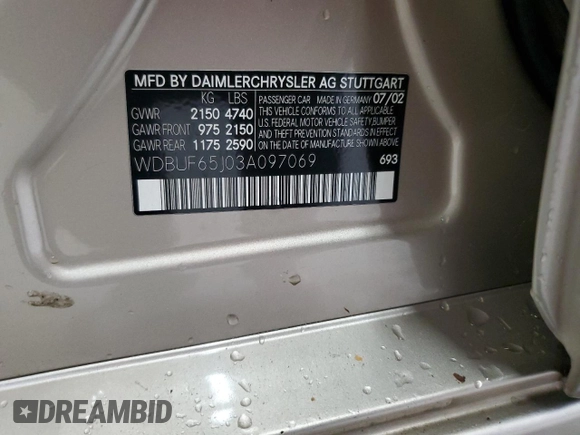 MFD BY DAIMLERCHRYSLER AG STUTTGART
KG LBS
GVWR 2150 4740
GAWR FRONT 975 2150
GAWR REAR 1175 2590
PASSENGER CAR MADE IN GERMANY 07/02
THIS VEHICLE CONFORMS TO ALL APPLICABLE
U.S. FEDERAL MOTOR VEHICLE SAFETY, BUMPER
AND THEFT PREVENTION STANDARDS IN EFFECT
ON THE DATE OF MANUFACTURE SHOWN ABOVE.
WDBUF65J03A097069 693
DREAMBID